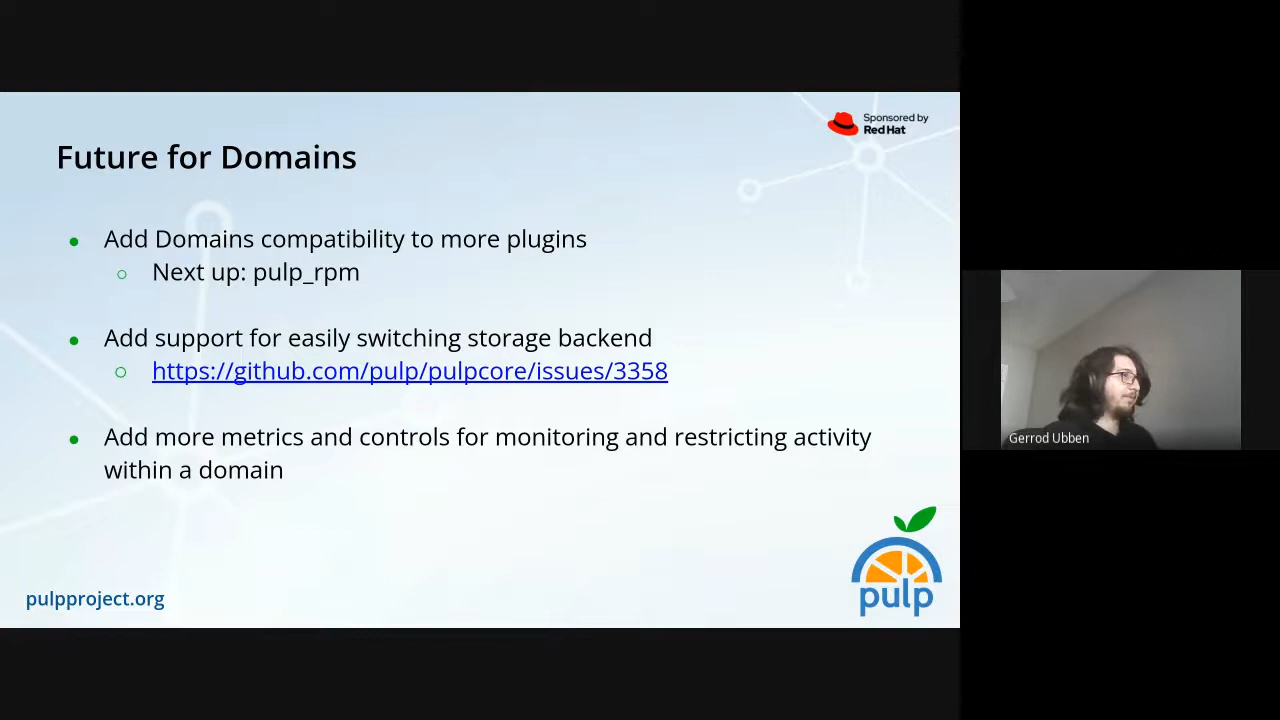 Sponsored by
Red Hat
Future for Domains
● Add Domains compatibility to more plugins
○ Next up: pulp_rpm
● Add support for easily switching storage backend
○ https://github.com/pulp/pulpcore/issues/3358
● Add more metrics and controls for monitoring and restricting activity
within a domain
pulpproject.org
pulp
Gerrod Ubben